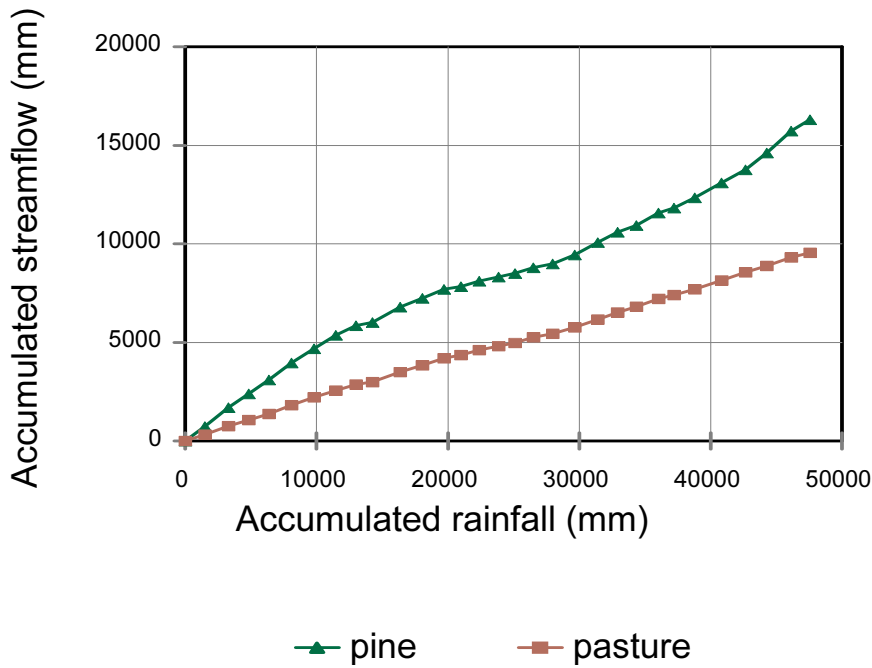 Accumulated streamflow (mm)
20000
15000
10000
5000
0
0 10000 20000 30000 40000 50000
Accumulated rainfall (mm)
pine pasture